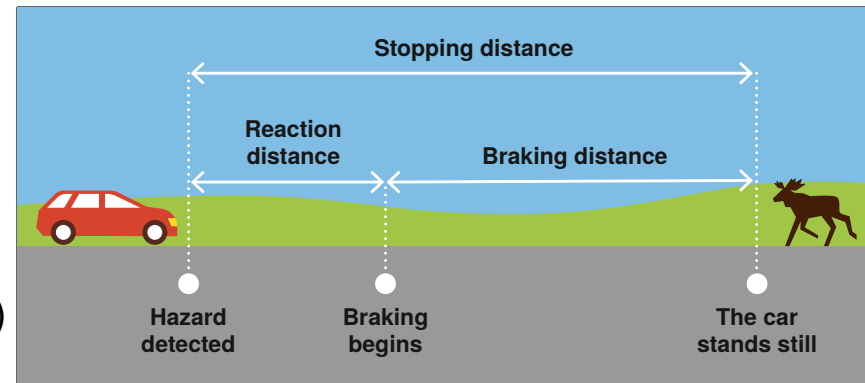 Stopping distance
Reaction
distance
Braking distance
Hazard
detected
Braking
begins
The car
stands still